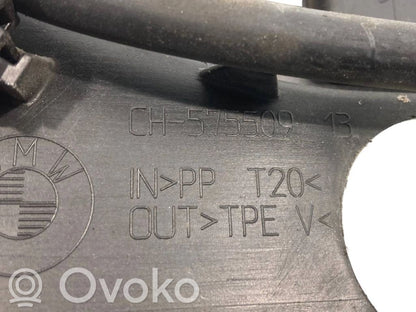 CH-575509 13
BMW
IN>PP T20<
OUT>TPE V<
Ovoko